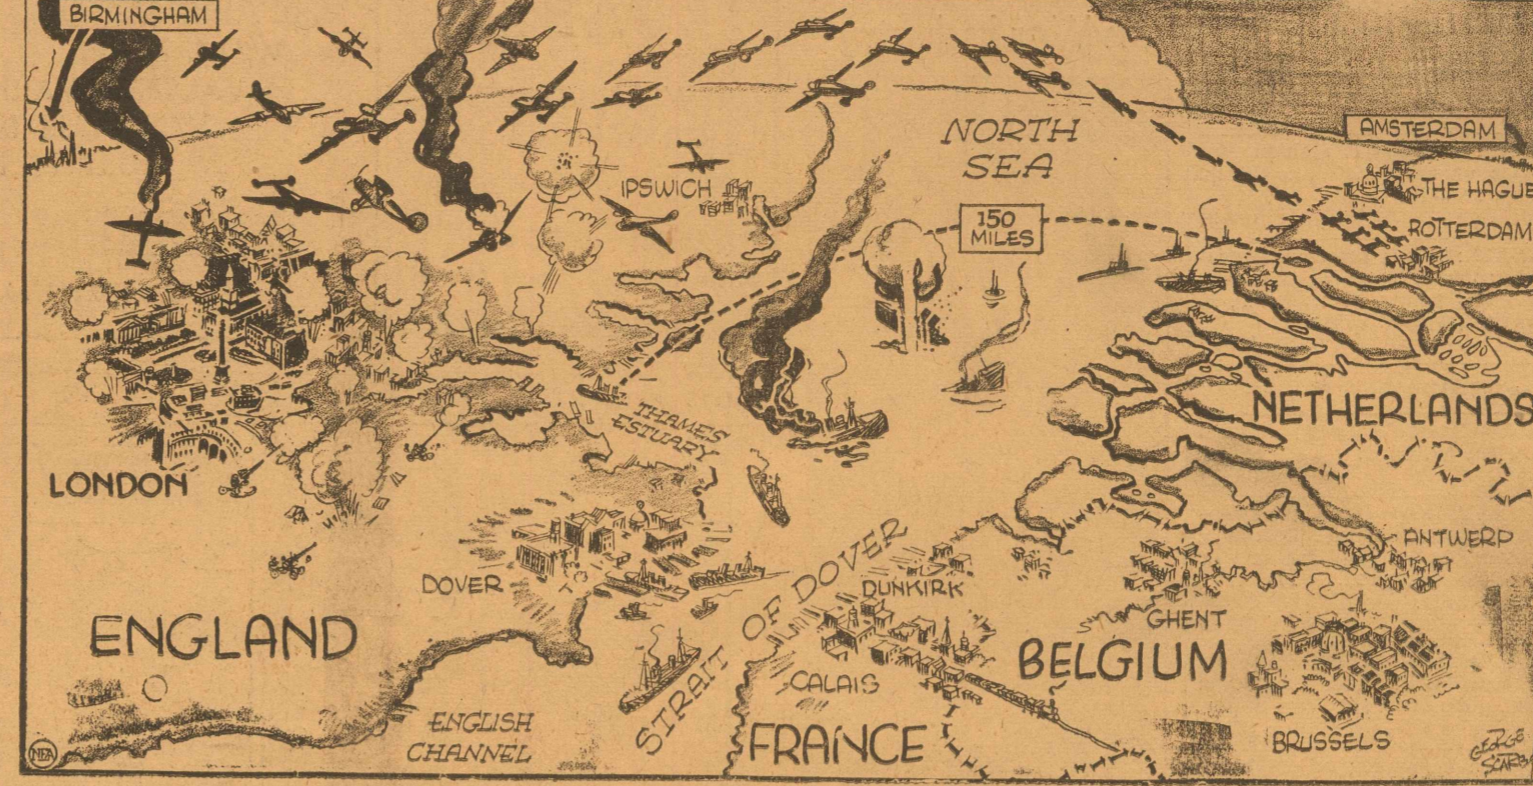 BIRMINGHAM
NORTH
SEA
AMSTERDAM
IPSWICH
THE HAGUE
150
MILES
ROTTERDAM
NETHERLANDS
THAMES
ESTUARY
LONDON
STRAIT OF DOVER
ANTWERP
DOVER
DUNKIRK
GHENT
ENGLAND
BELGIUM
CALAIS
ENGLISH
CHANNEL
FRANCE
BRUSSELS
NEA
GEORGE